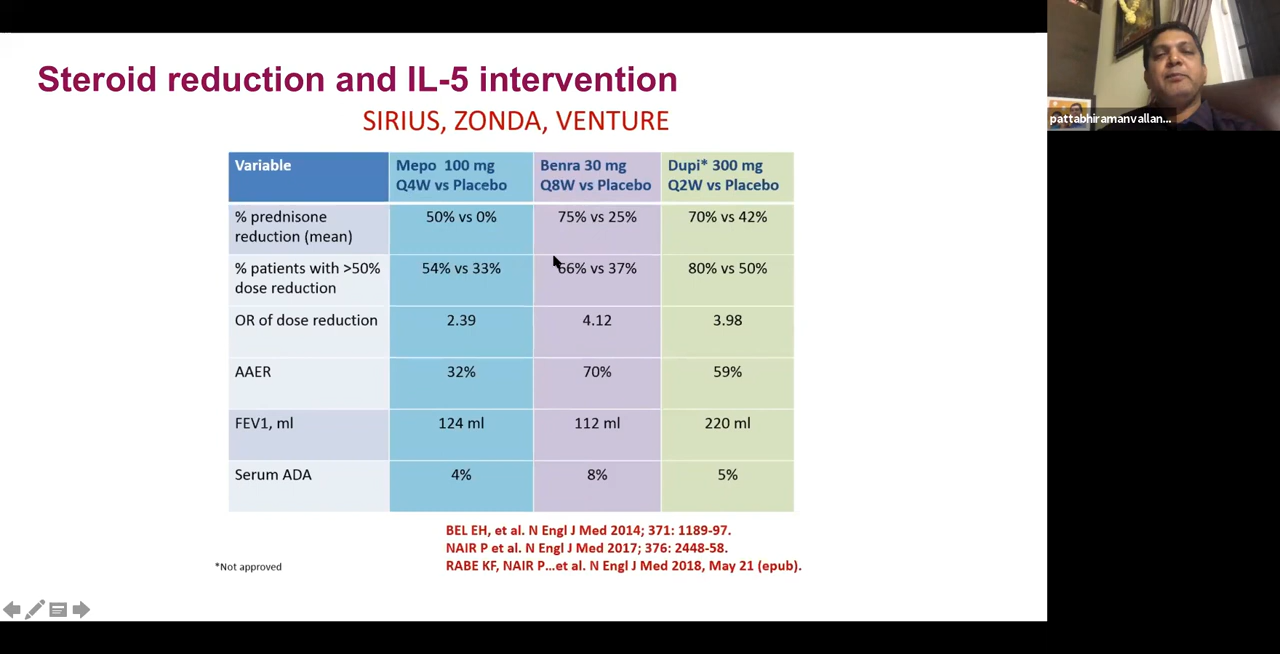 Steroid reduction and IL-5 intervention
SIRIUS, ZONDA, VENTURE
Variable
Mepo 100 mg
Q4W vs Placebo
Benra 30 mg
Q8W vs Placebo
Dupi* 300 mg
Q2W vs Placebo
% prednisone
reduction (mean)
50% vs 0%
75% vs 25%
70% vs 42%
% patients with >50%
dose reduction
54% vs 33%
66% vs 37%
80% vs 50%
OR of dose reduction
2.39
4.12
3.98
AAER
32%
70%
59%
FEV1, ml
124 ml
112 ml
220 ml
Serum ADA
4%
8%
5%
BEL EH, et al. N Engl J Med 2014; 371: 1189-97.
NAIR P et al. N Engl J Med 2017; 376: 2448-58.
RABE KF, NAIR P...et al. N Engl J Med 2018, May 21 (epub).
*Not approved
pattabhiramanvallan...